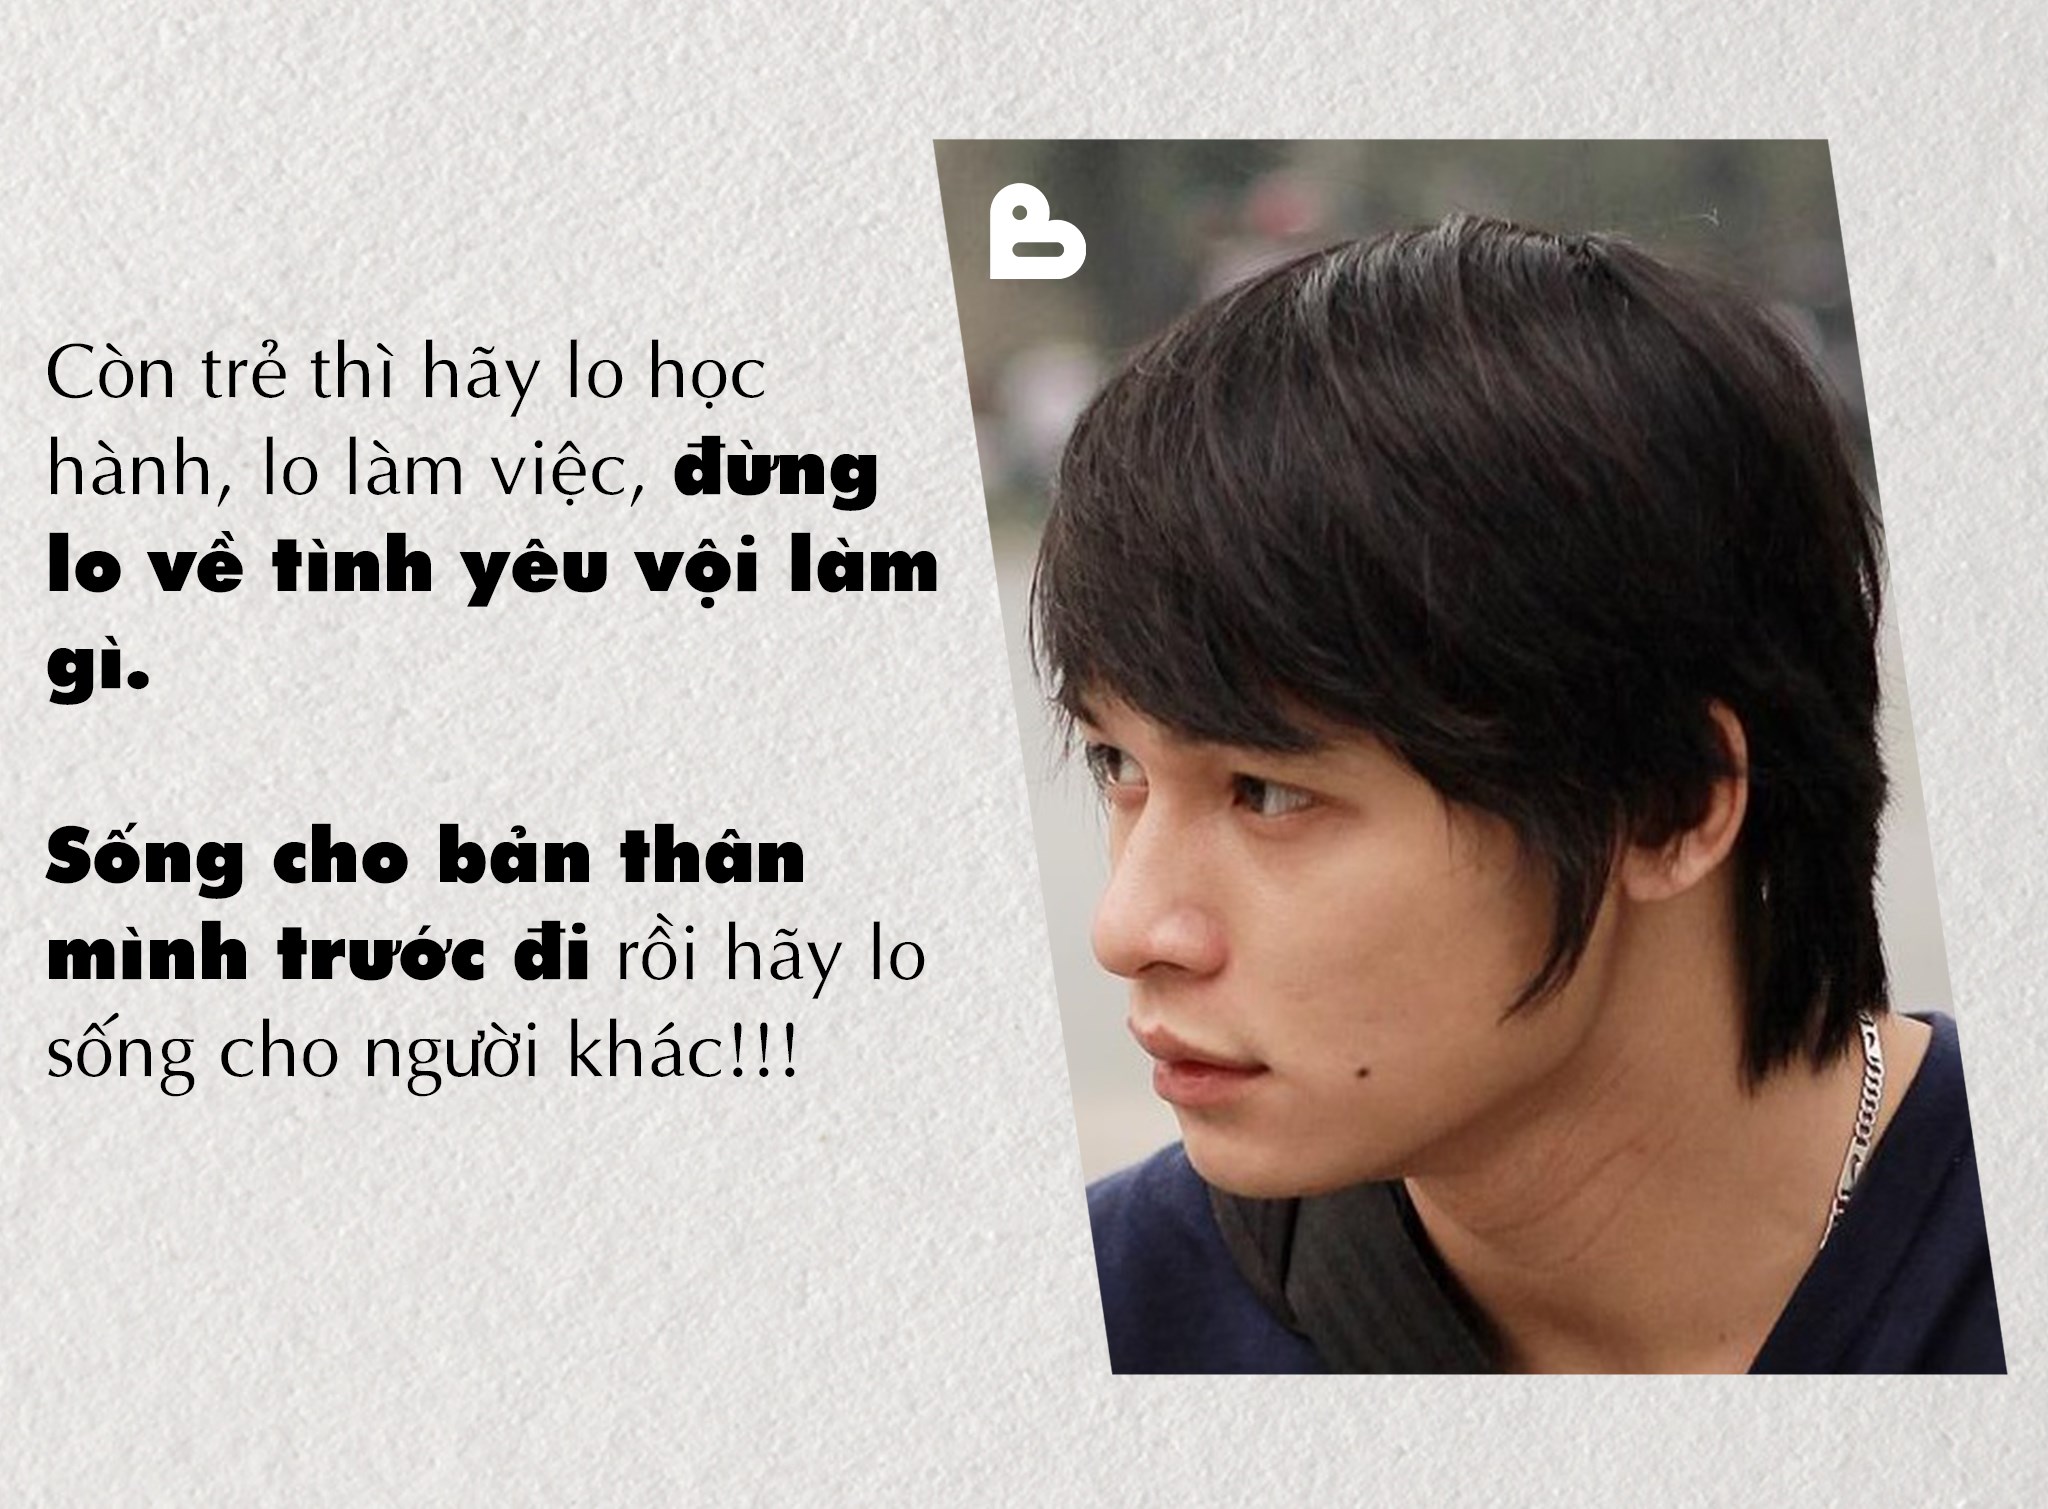 Còn trẻ thì hãy lo học
hành, lo làm việc, đừng
lo về tình yêu vội làm
gì.
Sống cho bản thân
mình trước đi rồi hãy lo
sống cho người khác!!!